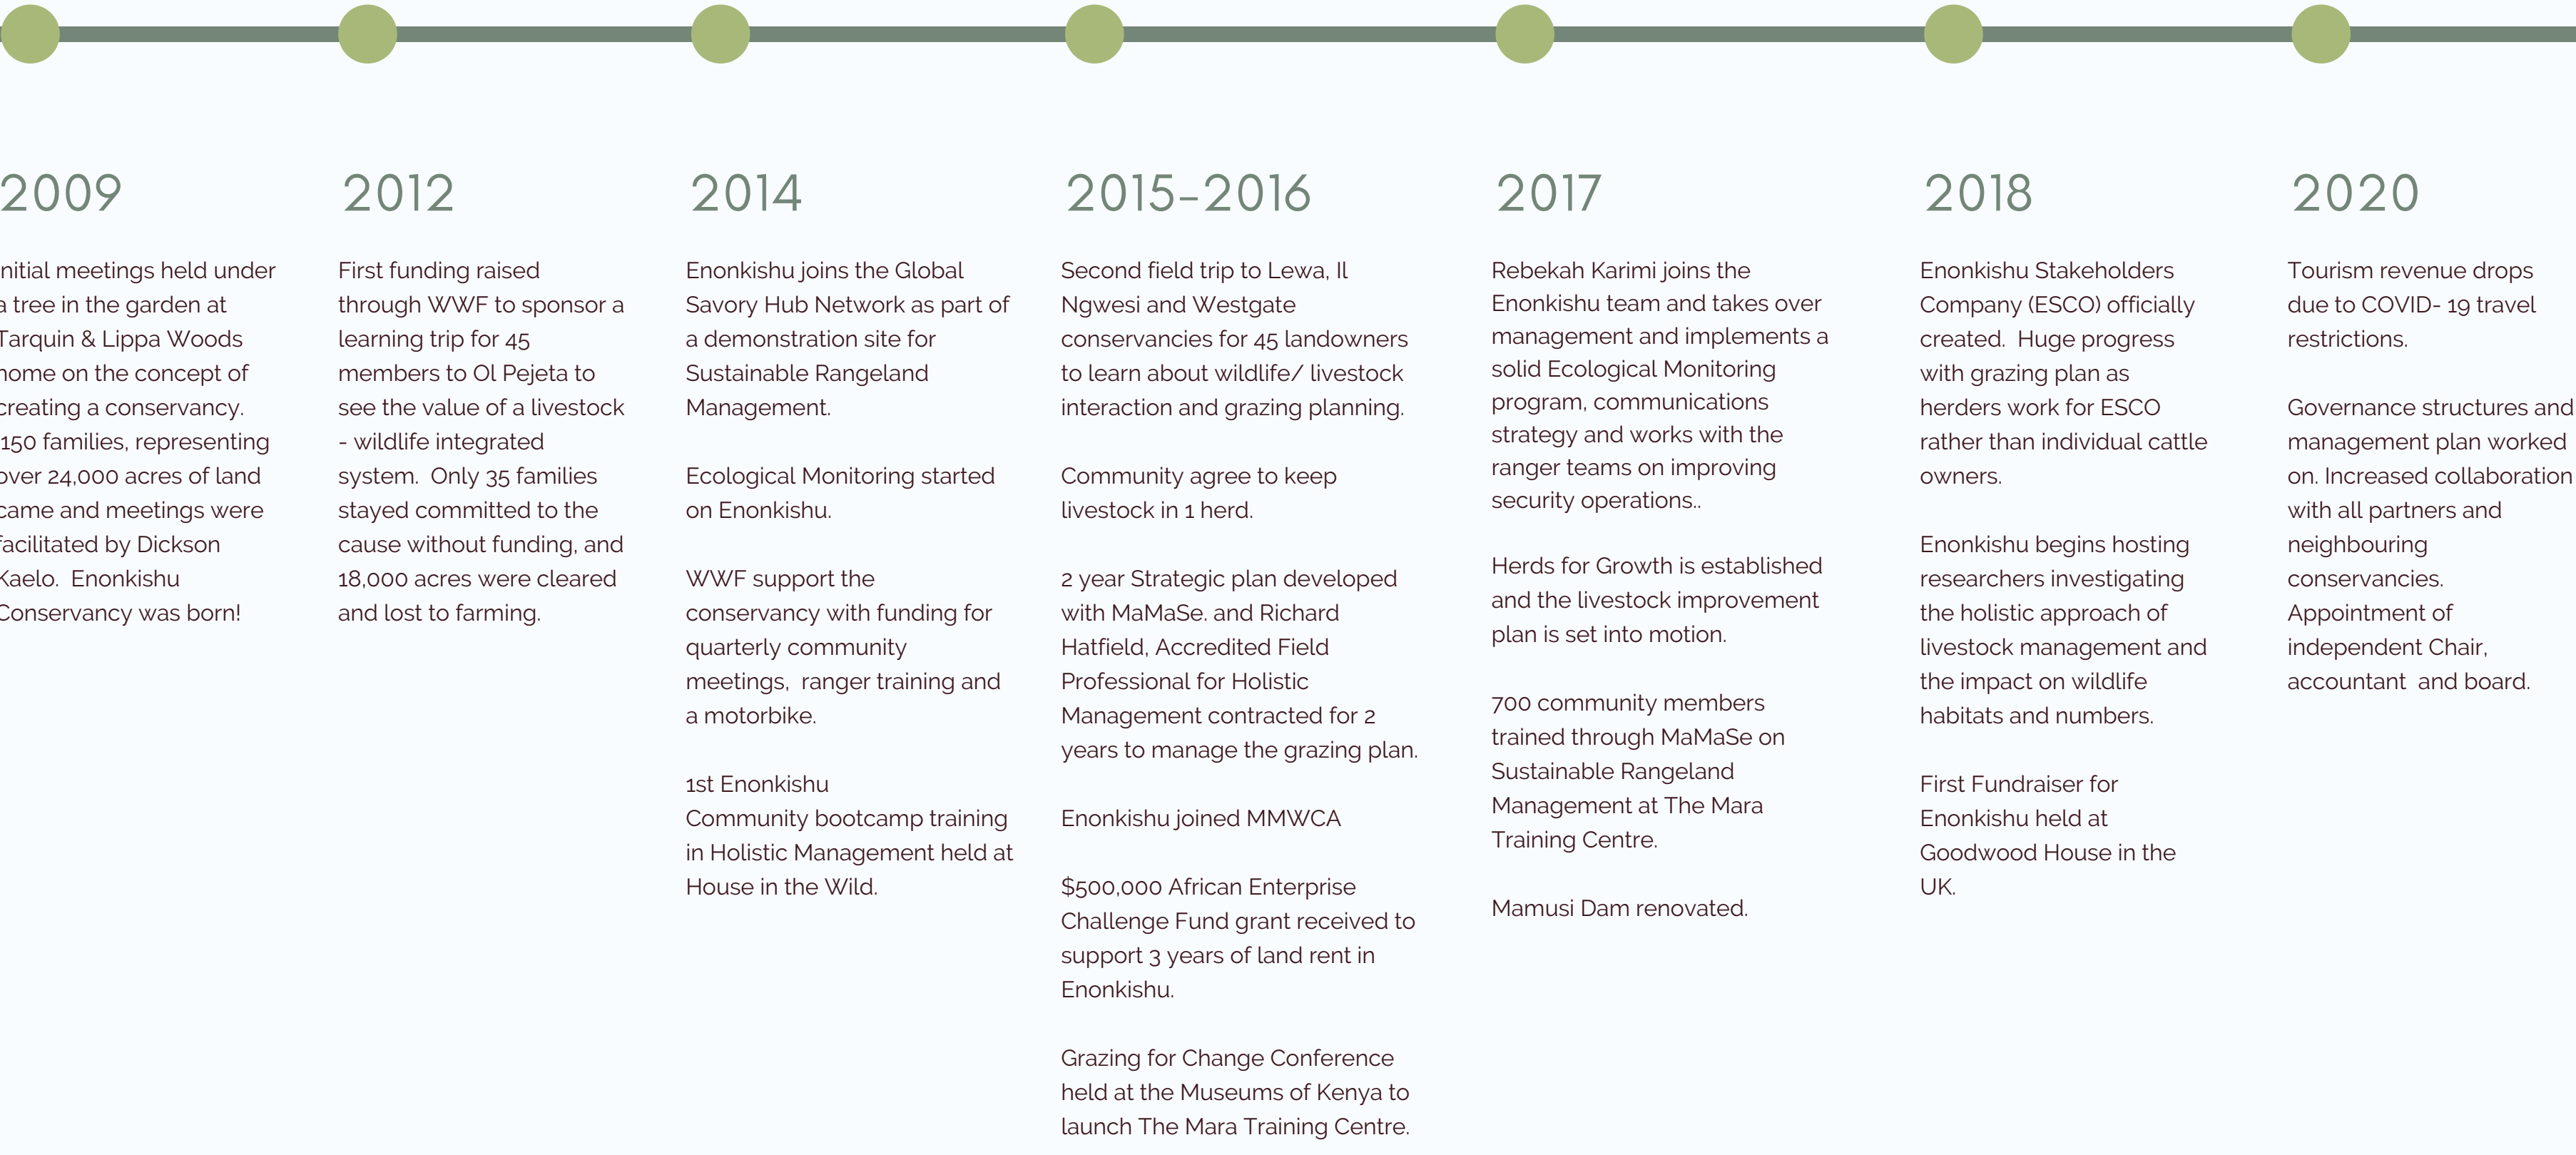 2009
nitial meetings held under
a tree in the garden at
Tarquin & Lippa Woods
home on the concept of
creating a conservancy.
150 families, representing
over 24,000 acres of land
came and meetings were
facilitated by Dickson
Kaelo.  Enonkishu
Conservancy was born!
2012
First funding raised
through WWF to sponsor a
learning trip for 45
members to Ol Pejeta to
see the value of a livestock
- wildlife integrated
system.  Only 35 families
stayed committed to the
cause without funding, and
18,000 acres were cleared
and lost to farming.
2014
Enonkishu joins the Global
Savory Hub Network as part of
a demonstration site for
Sustainable Rangeland
Management.
Ecological Monitoring started
on Enonkishu.
WWF support the
conservancy with funding for
quarterly community
meetings,  ranger training and
a motorbike.
1st Enonkishu
Community bootcamp training
in Holistic Management held at
House in the Wild.
2015-2016
Second field trip to Lewa, Il
Ngwesi and Westgate
conservancies for 45 landowners
to learn about wildlife/ livestock
interaction and grazing planning.
Community agree to keep
livestock in 1 herd.
2 year Strategic plan developed
with MaMaSe. and Richard
Hatfield, Accredited Field
Professional for Holistic
Management contracted for 2
years to manage the grazing plan.
Enonkishu joined MMWCA
$500,000 African Enterprise
Challenge Fund grant received to
support 3 years of land rent in
Enonkishu.
Grazing for Change Conference
held at the Museums of Kenya to
launch The Mara Training Centre.
2017
Rebekah Karimi joins the
Enonkishu team and takes over
management and implements a
solid Ecological Monitoring
program, communications
strategy and works with the
ranger teams on improving
security operations..
Herds for Growth is established
and the livestock improvement
plan is set into motion.
700 community members
trained through MaMaSe on
Sustainable Rangeland
Management at The Mara
Training Centre.
Mamusi Dam renovated.
2018
Enonkishu Stakeholders
Company (ESCO) officially
created.  Huge progress
with grazing plan as
herders work for ESCO
rather than individual cattle
owners.
Enonkishu begins hosting
researchers investigating
the holistic approach of
livestock management and
the impact on wildlife
habitats and numbers.
First Fundraiser for
Enonkishu held at
Goodwood House in the
UK.
2020
Tourism revenue drops
due to COVID- 19 travel
restrictions.
Governance structures and
management plan worked
on. Increased collaboration
with all partners and
neighbouring
conservancies.
Appointment of
independent Chair,
accountant  and board.